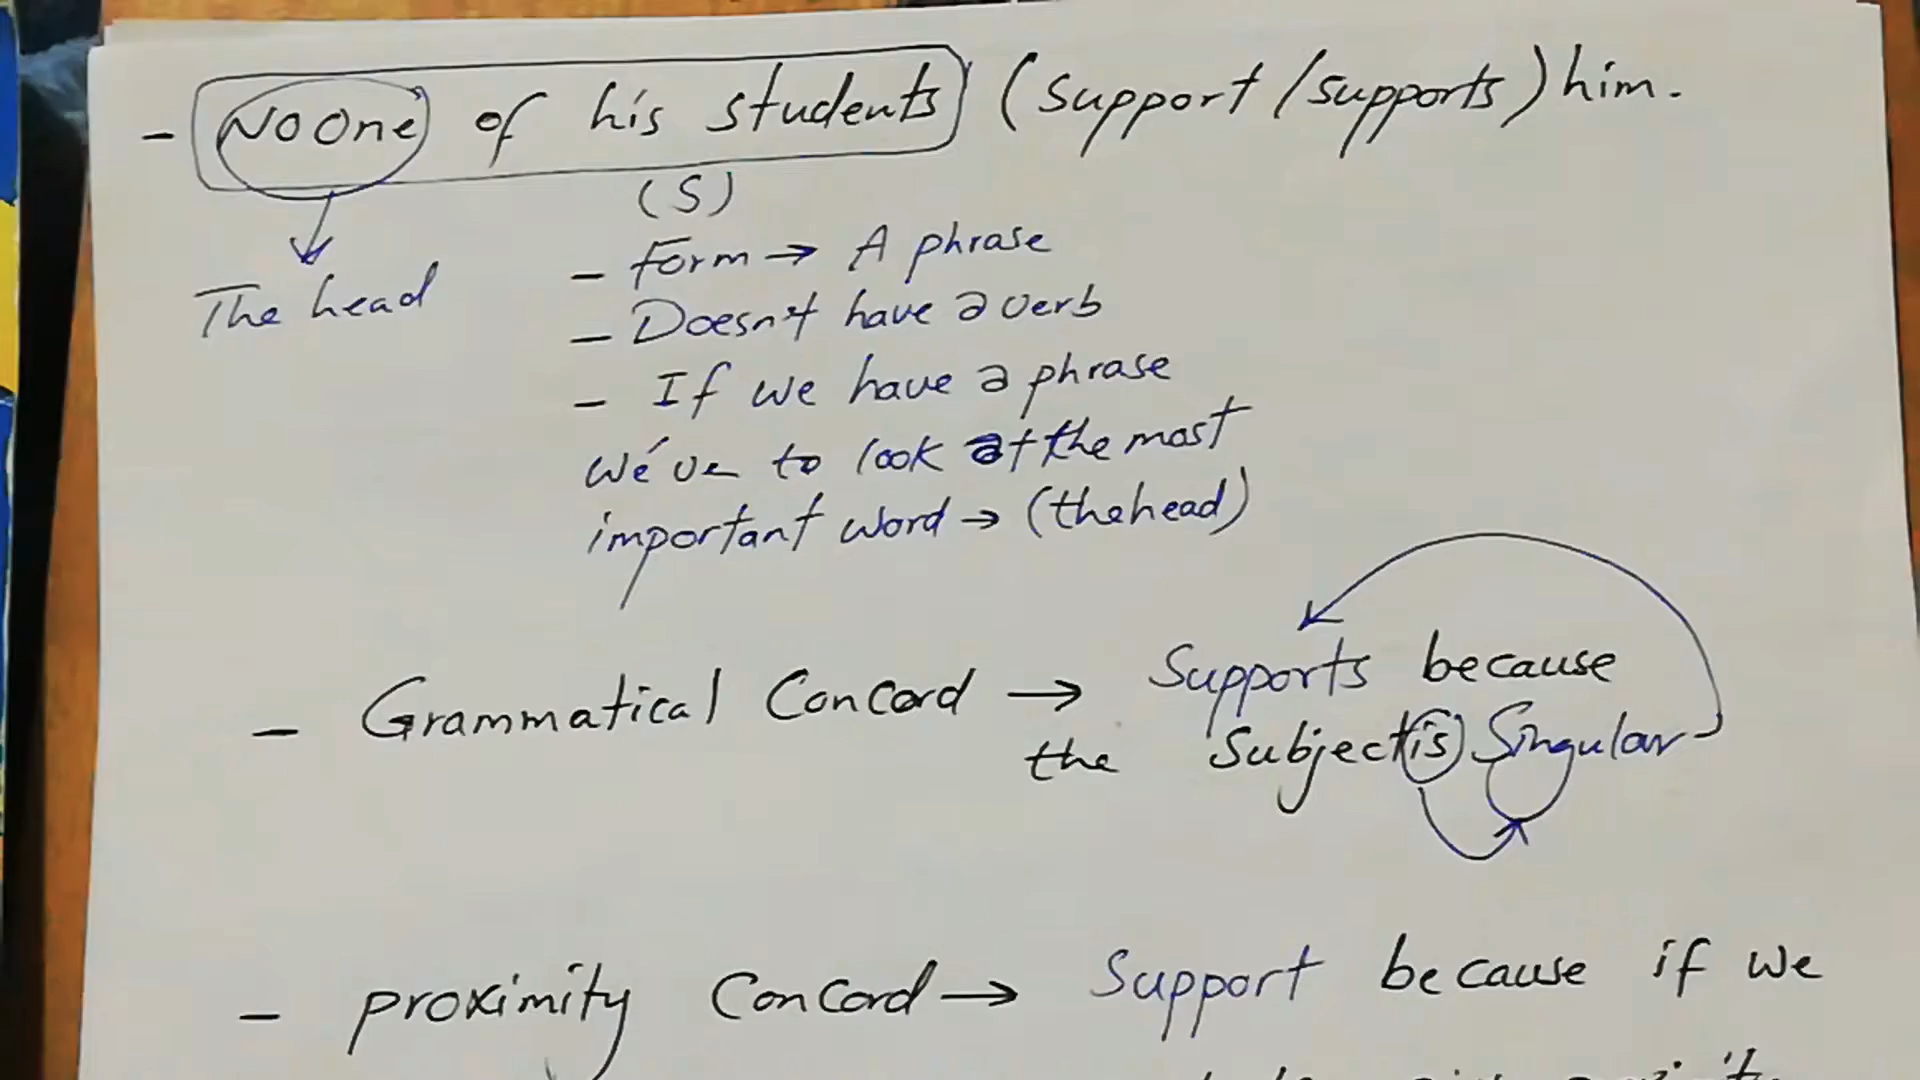 - No One of his students (support/supports) him.
(S)
The head
- Form → A phrase
- Doesn't have a verb
- If we have a phrase
we've to look at the most
important word → (the head)
- Grammatical Concord → Supports because
the Subject is Singular
- proximity Concord → Support because if we